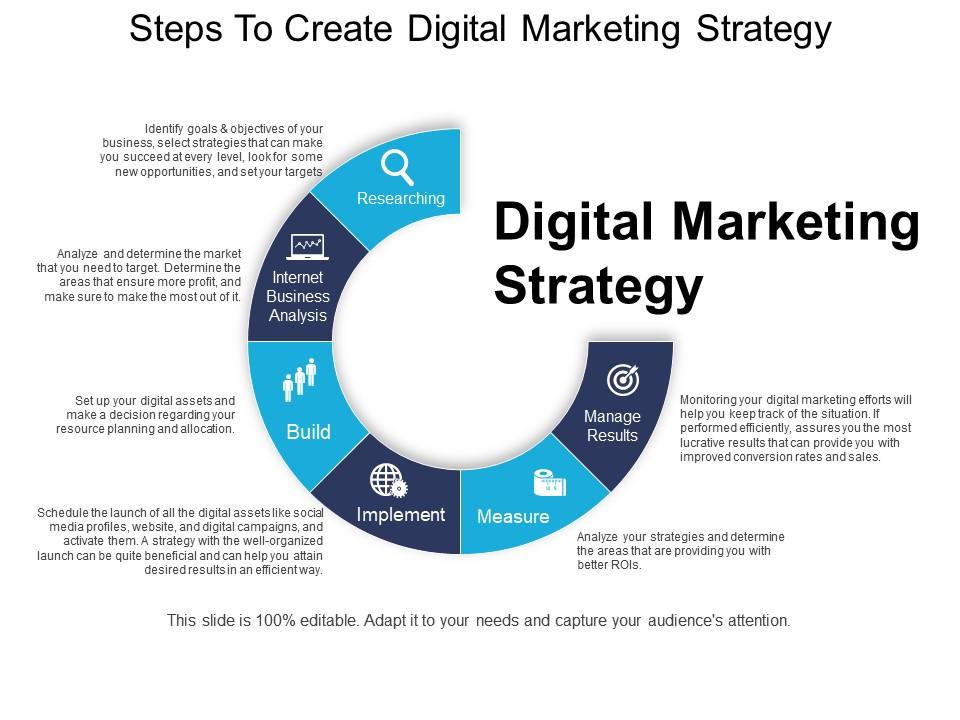 Steps To Create Digital Marketing Strategy
Identify goals & objectives of your
business, select strategies that can make
you succeed at every level, look for some
new opportunities, and set your targets
Researching
Digital Marketing
Strategy
Analyze and determine the market
that you need to target. Determine the
areas that ensure more profit, and
make sure to make the most out of it.
Internet
Business
Analysis
Set up your digital assets and
make a decision regarding your
resource planning and allocation.
Build
Schedule the launch of all the digital assets like social
media profiles, website, and digital campaigns, and
activate them. A strategy with the well-organized
launch can be quite beneficial and can help you attain
desired results in an efficient way.
Implement
Measure
Analyze your strategies and determine
the areas that are providing you with
better ROIs.
Manage
Results
Monitoring your digital marketing efforts will
help you keep track of the situation. If
performed efficiently, assures you the most
lucrative results that can provide you with
improved conversion rates and sales.
This slide is 100% editable. Adapt it to your needs and capture your audience's attention.